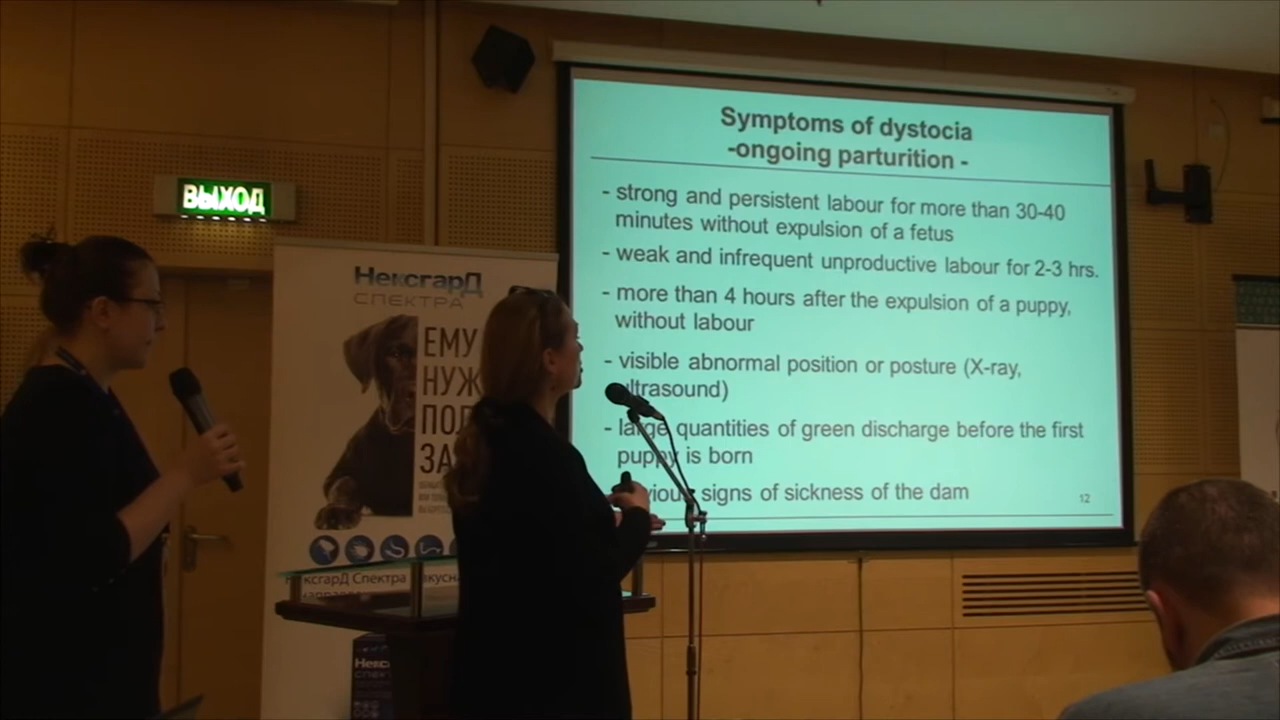 Symptoms of dystocia
-ongoing parturition -
- strong and persistent labour for more than 30-40
minutes without expulsion of a fetus
- weak and infrequent unproductive labour for 2-3 hrs.
- more than 4 hours after the expulsion of a puppy,
without labour
- visible abnormal position or posture (X-ray,
ultrasound)
- large quantities of green discharge before the first
puppy is born
signs of sickness of the dam
12
ВЫХОД
НексгарД
СПЕКТРА
ЕМУ
НУЖ
ПОЛ
ЗА
НексгарД Спектра